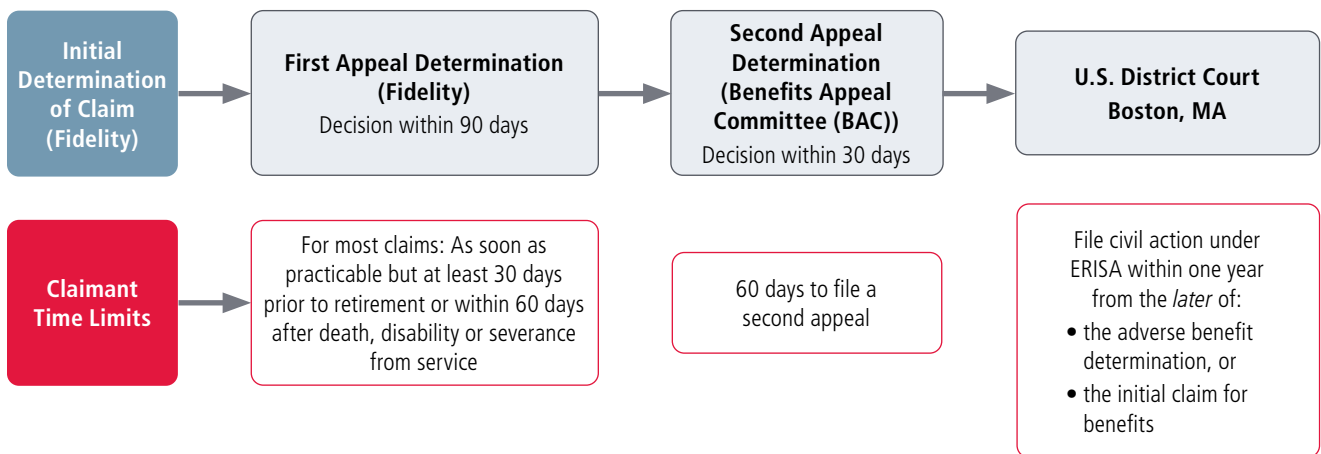 Initial
Determination
of Claim
(Fidelity)
First Appeal Determination
(Fidelity)
Decision within 90 days
Second Appeal
Determination
(Benefits Appeal
Committee (BAC))
Decision within 30 days
U.S. District Court
Boston, MA
Claimant
Time Limits
For most claims: As soon as
practicable but at least 30 days
prior to retirement or within 60 days
after death, disability or severance
from service
60 days to file a
second appeal
File civil action under
ERISA within one year
from the later of:
• the adverse benefit
determination, or
• the initial claim for
benefits